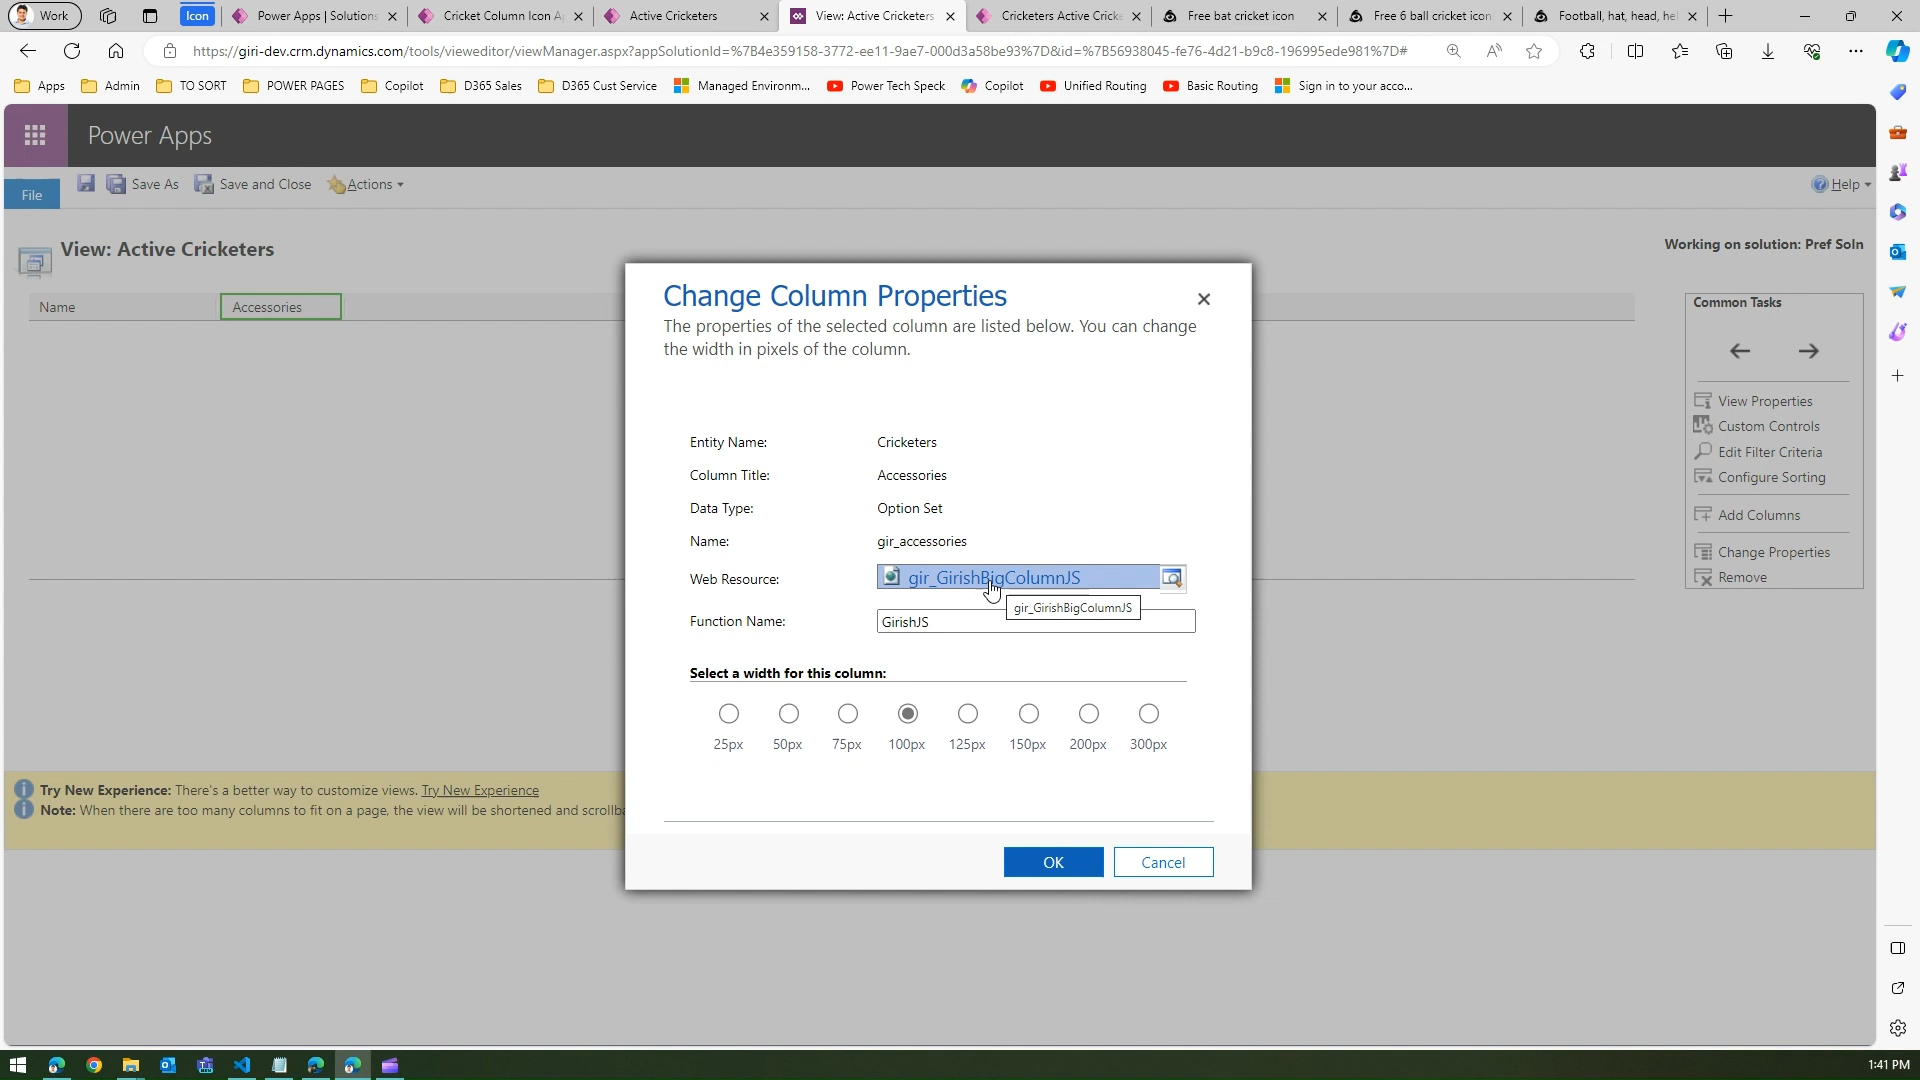 Work
Icon
Power Apps | Solutions
Cricket Column Icon Ap
Active Cricketers
View: Active Cricketers
Cricketers Active Cricke
Free bat cricket icon
Free 6 ball cricket icon
Football, hat, head, hel
https://giri-dev.crm.dynamics.com/tools/vieweditor/viewManager.aspx?appSolutionId=%7B4e359158-3772-ee11-9ae7-000d3a58be93%7D&id=%7B56938045-fe76-4d21-b9c8-196995ede981%7D#
Apps
Admin
TO SORT
POWER PAGES
Copilot
D365 Sales
D365 Cust Service
Managed Environm...
Power Tech Speck
Copilot
Unified Routing
Basic Routing
Sign in to your acco...
Power Apps
File
Save As
Save and Close
Actions
Help
View: Active Cricketers
Working on solution: Pref Soln
Name
Accessories
Common Tasks
View Properties
Custom Controls
Edit Filter Criteria
Configure Sorting
Add Columns
Change Properties
Remove
Change Column Properties
The properties of the selected column are listed below. You can change
the width in pixels of the column.
Entity Name: Cricketers
Column Title: Accessories
Data Type: Option Set
Name: gir_accessories
Web Resource: gir_GirishBigColumnJS
gir_GirishBigColumnJS
Function Name: GirishJS
Select a width for this column:
25px 50px 75px 100px 125px 150px 200px 300px
OK
Cancel
Try New Experience: There's a better way to customize views. Try New Experience
Note: When there are too many columns to fit on a page, the view will be shortened and scrollba
1:41 PM